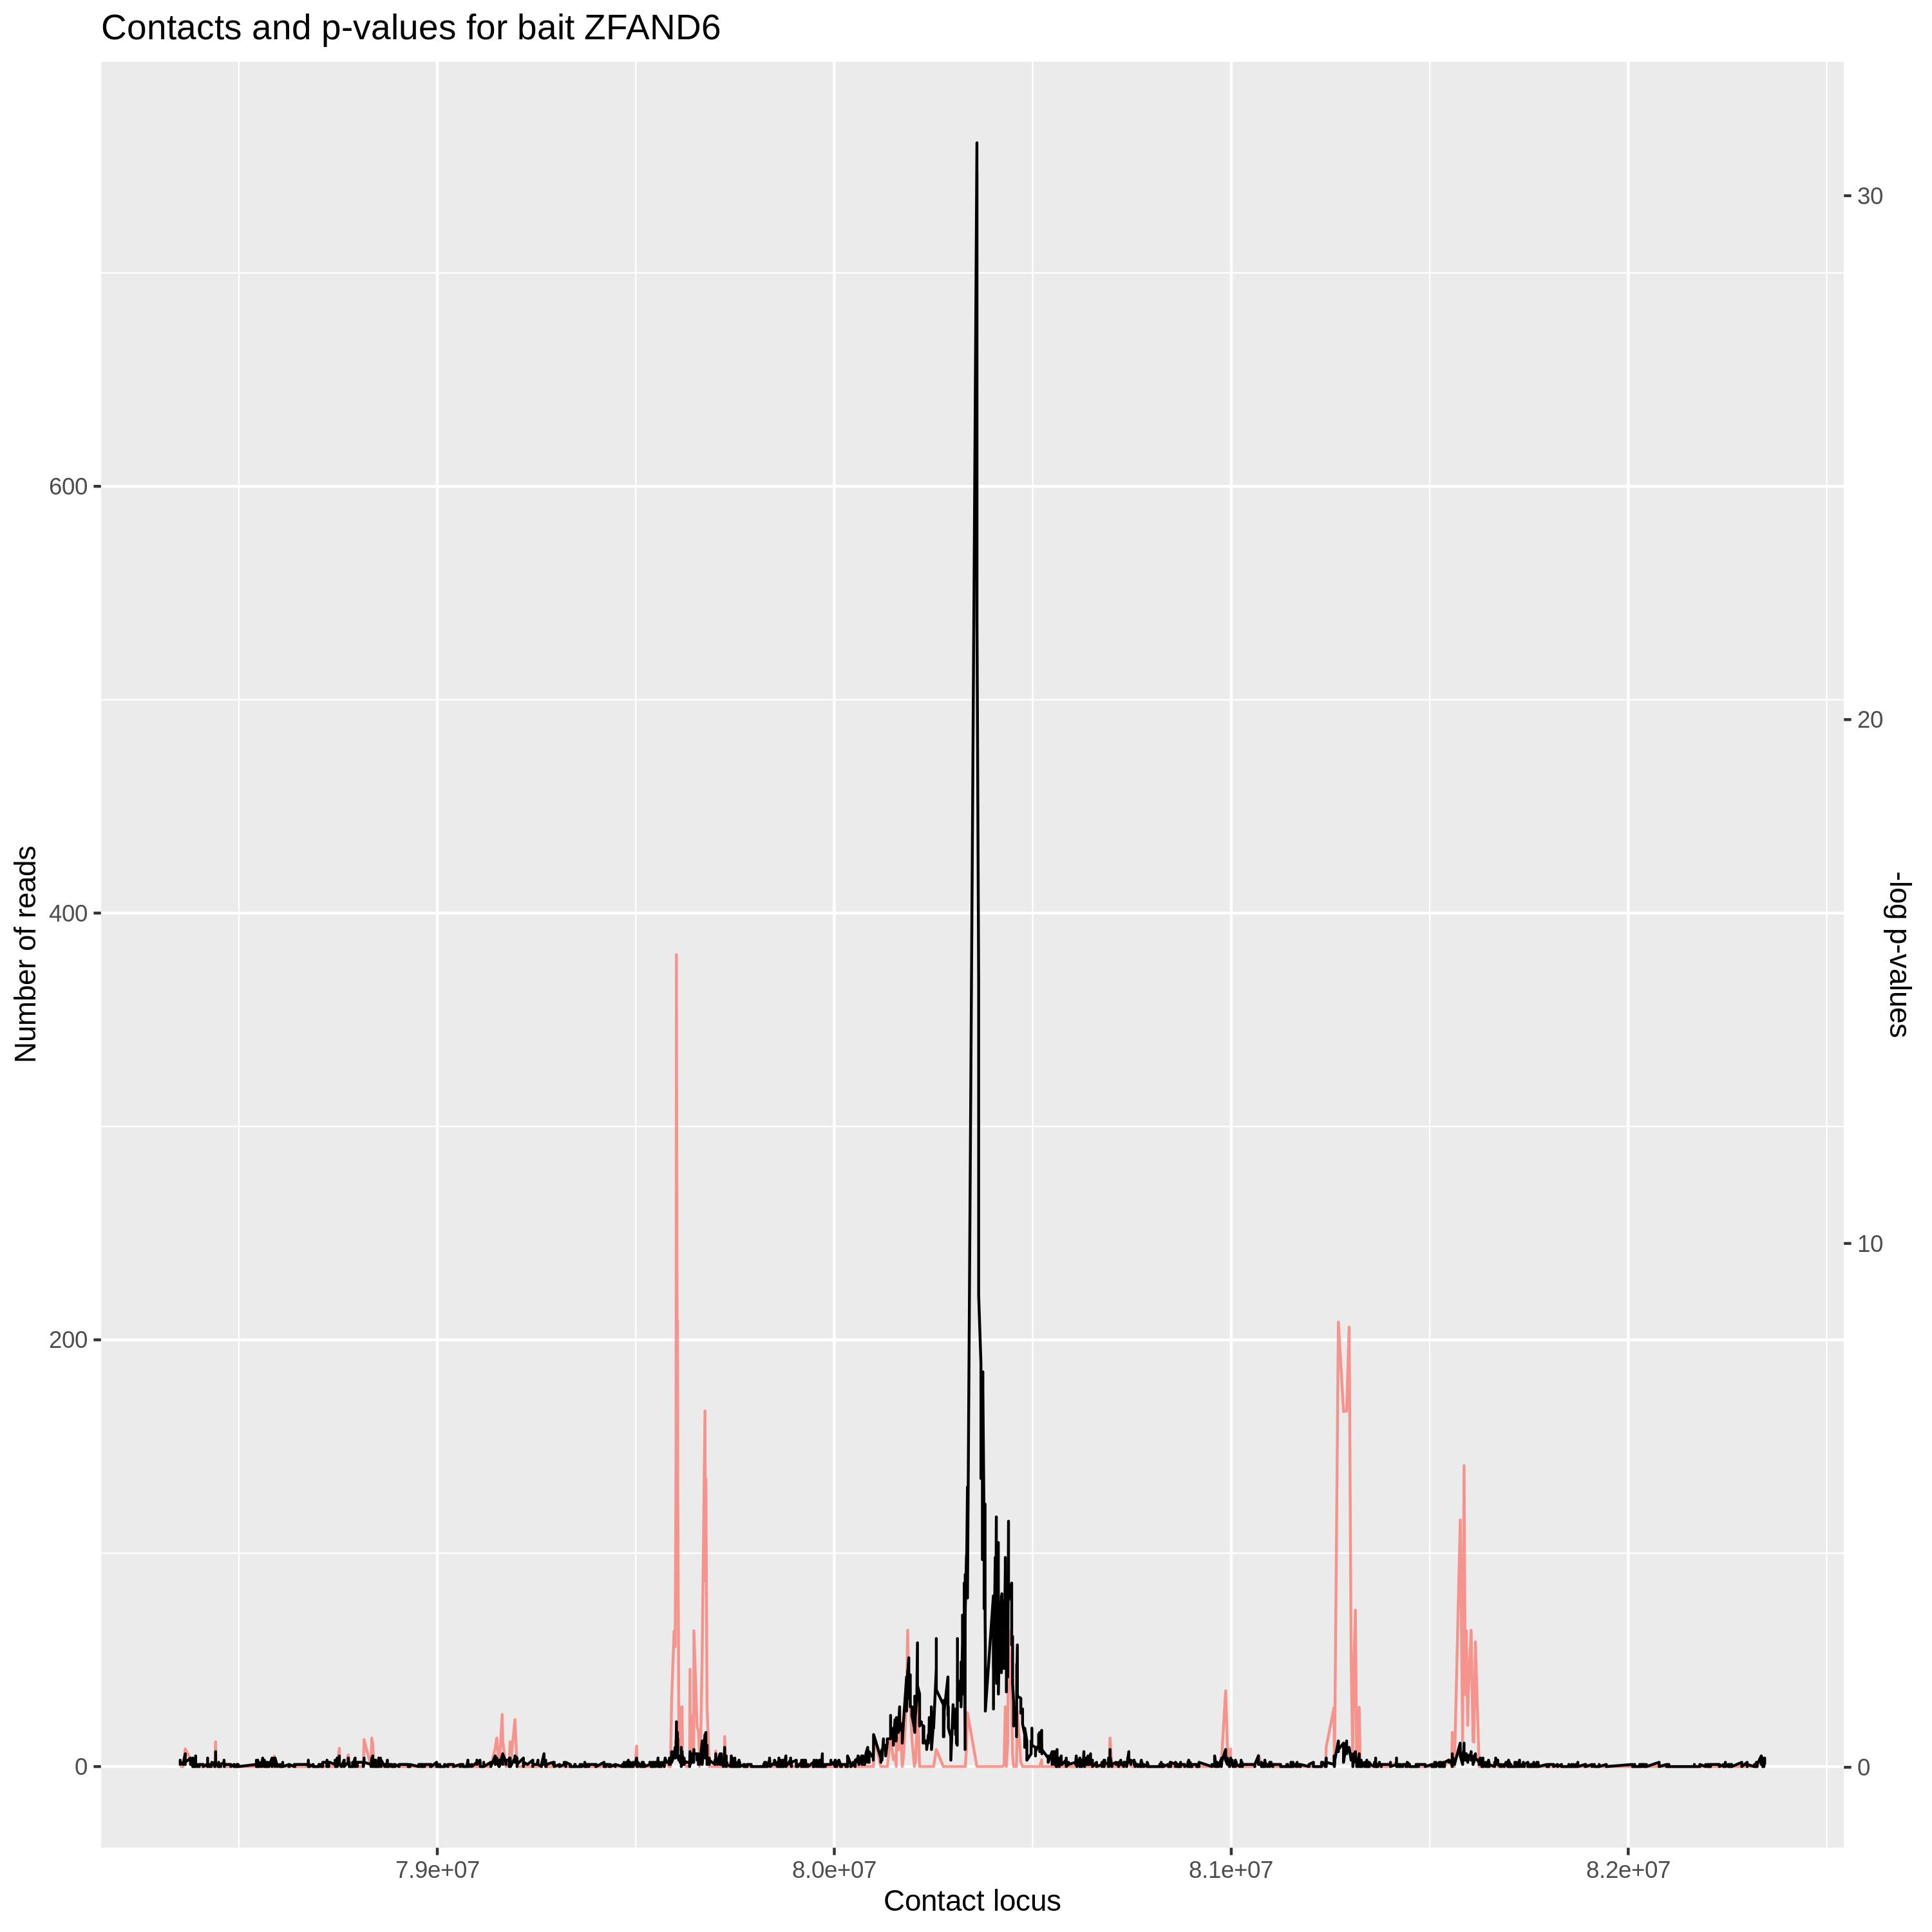 Contacts and p-values for bait ZFAND6
Number of reads
600
400
200
0
30
20
10
0
-log p-values
7.9e+07
8.0e+07
8.1e+07
8.2e+07
Contact locus